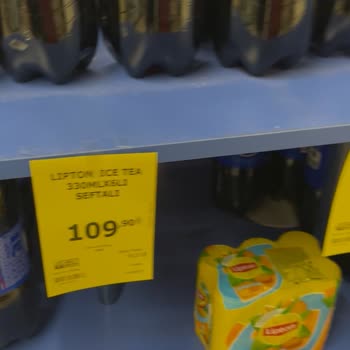 LIPTON ICE TEA
330MLX6LI
SEFTALI
109,90₺
Lipton
Lipton